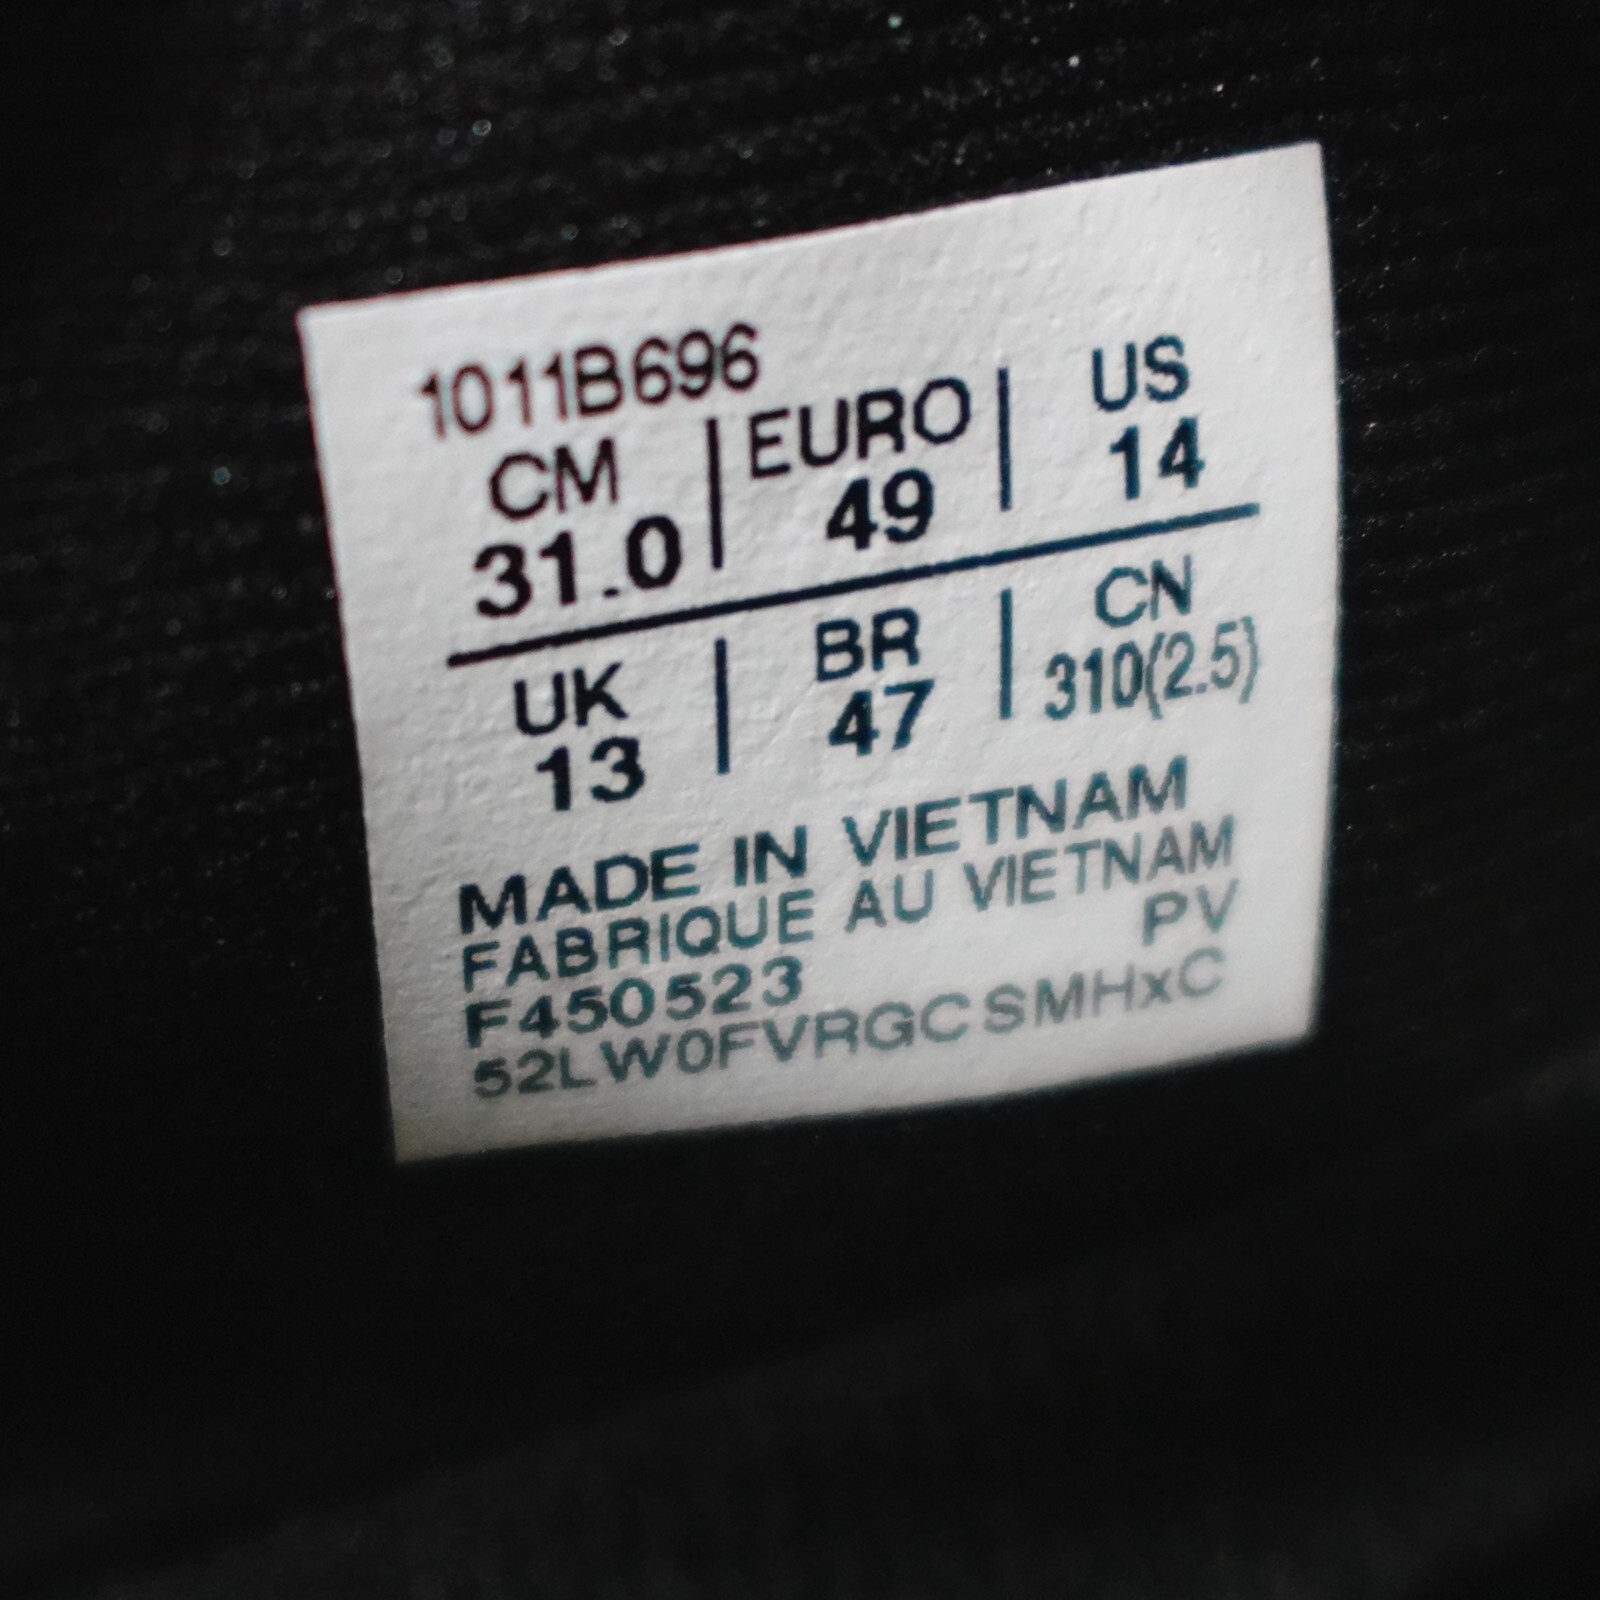 1011B696
CM | EURO | US
31.0 | 49 | 14
UK | BR | CN
13 | 47 | 310(2.5)
MADE IN VIETNAM
FABRIQUE AU VIETNAM
F450523 PV
52LW0FVRGCSMHxC